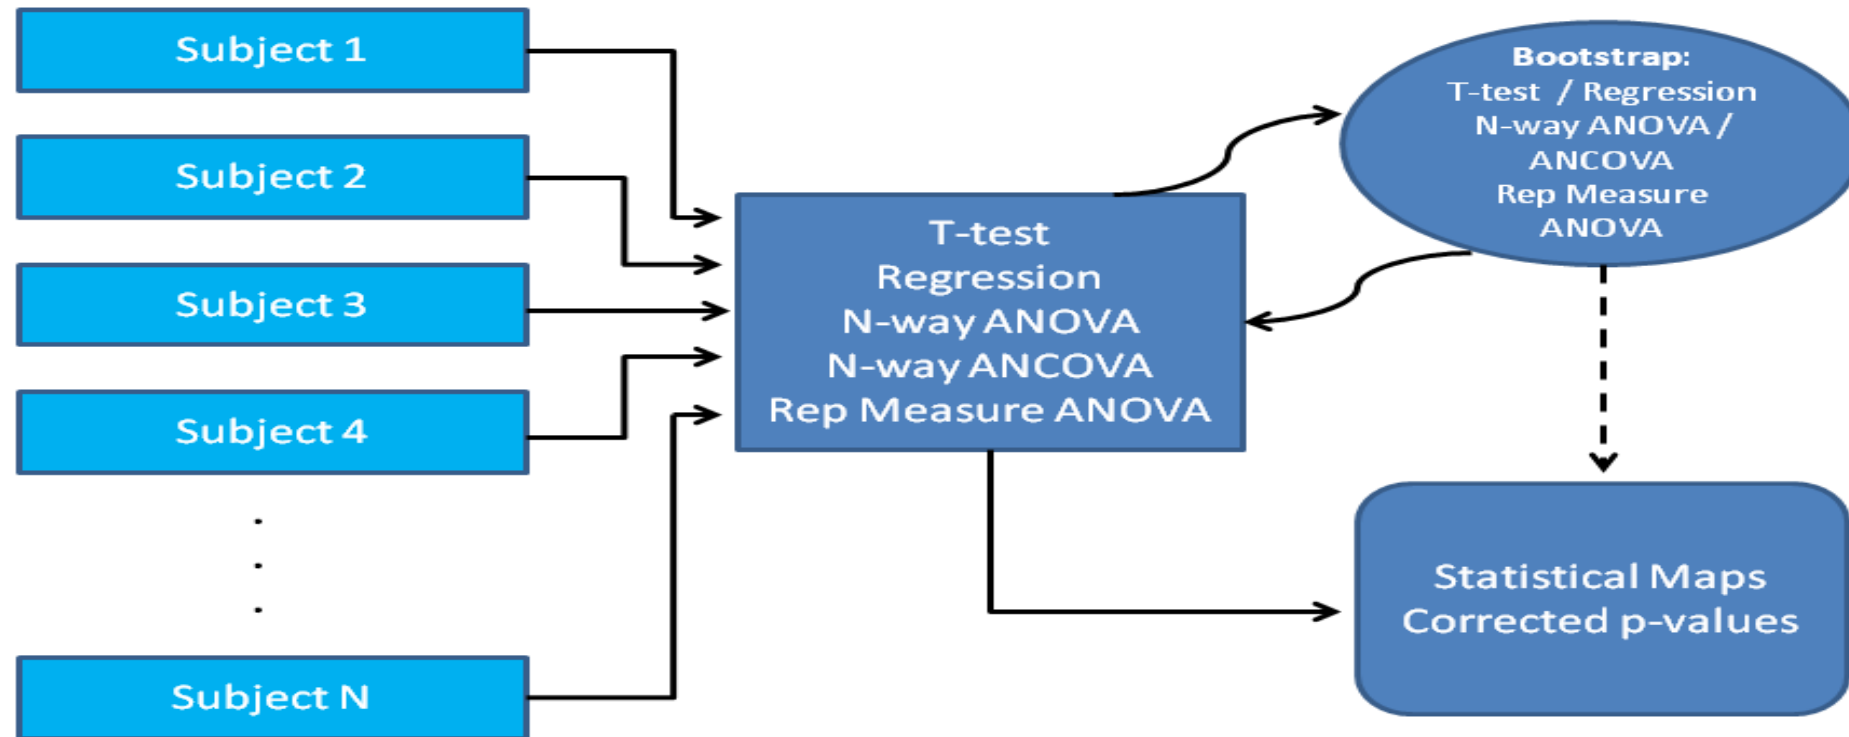 Subject 1
Subject 2
Subject 3
Subject 4
.
.
.
Subject N
T-test
Regression
N-way ANOVA
N-way ANCOVA
Rep Measure ANOVA
Bootstrap:
T-test / Regression
N-way ANOVA /
ANCOVA
Rep Measure
ANOVA
Statistical Maps
Corrected p-values